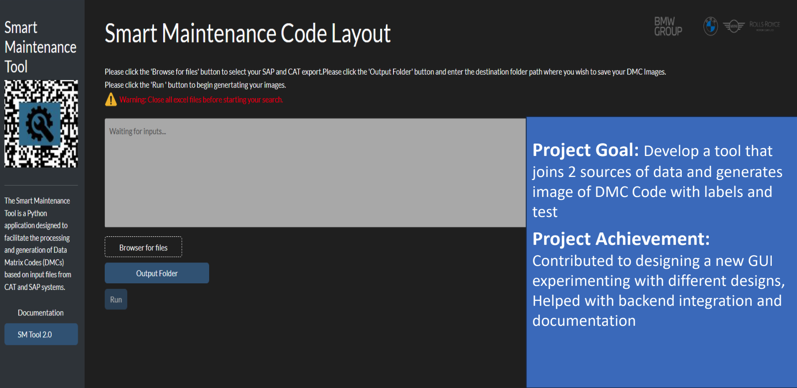 Smart
Maintenance
Tool
The Smart Maintenance
Tool is a Python
application designed to
facilitate the processing
and generation of Data
Matrix Codes (DMCs)
based on input files from
CAT and SAP systems.
Documentation
SM Tool 2.0
Smart Maintenance Code Layout
BMW
GROUP
ROLLS-ROYCE
Please click the 'Browse for files' button to select your SAP and CAT export.Please click the 'Output Folder' button and enter the destination folder path where you wish to save your DMC Images.
Please click the 'Run ' button to begin genertating your images.
Warning: Close all excel files before starting your search.
Waiting for inputs...
Browser for files
Output Folder
Run
Project Goal: Develop a tool that
joins 2 sources of data and generates
image of DMC Code with labels and
test
Project Achievement:
Contributed to designing a new GUI
experimenting with different designs,
Helped with backend integration and
documentation